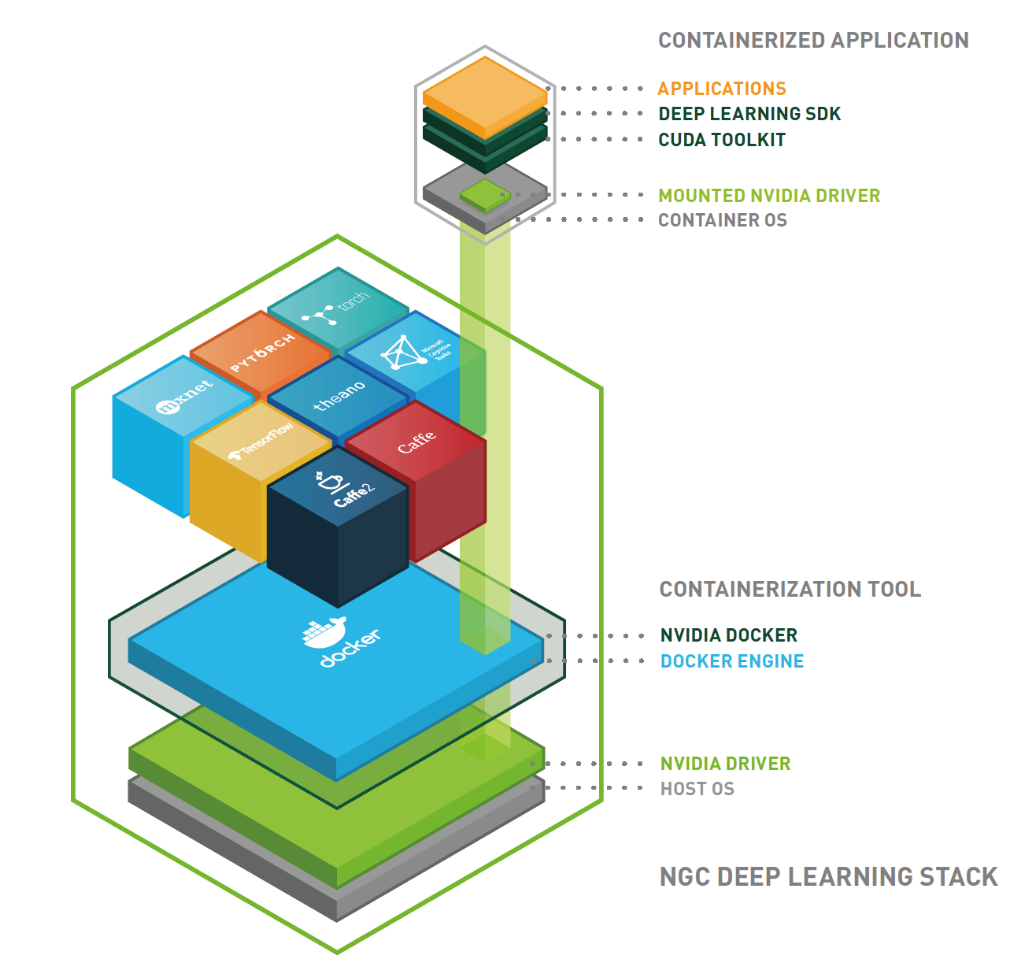 CONTAINERIZED APPLICATION
APPLICATIONS
DEEP LEARNING SDK
CUDA TOOLKIT
MOUNTED NVIDIA DRIVER
CONTAINER OS
torch
PYTORCH
Microsoft
Cognitive
Toolkit
mxnet
theano
TensorFlow
Caffe
Caffe2
docker
CONTAINERIZATION TOOL
NVIDIA DOCKER
DOCKER ENGINE
NVIDIA DRIVER
HOST OS
NGC DEEP LEARNING STACK